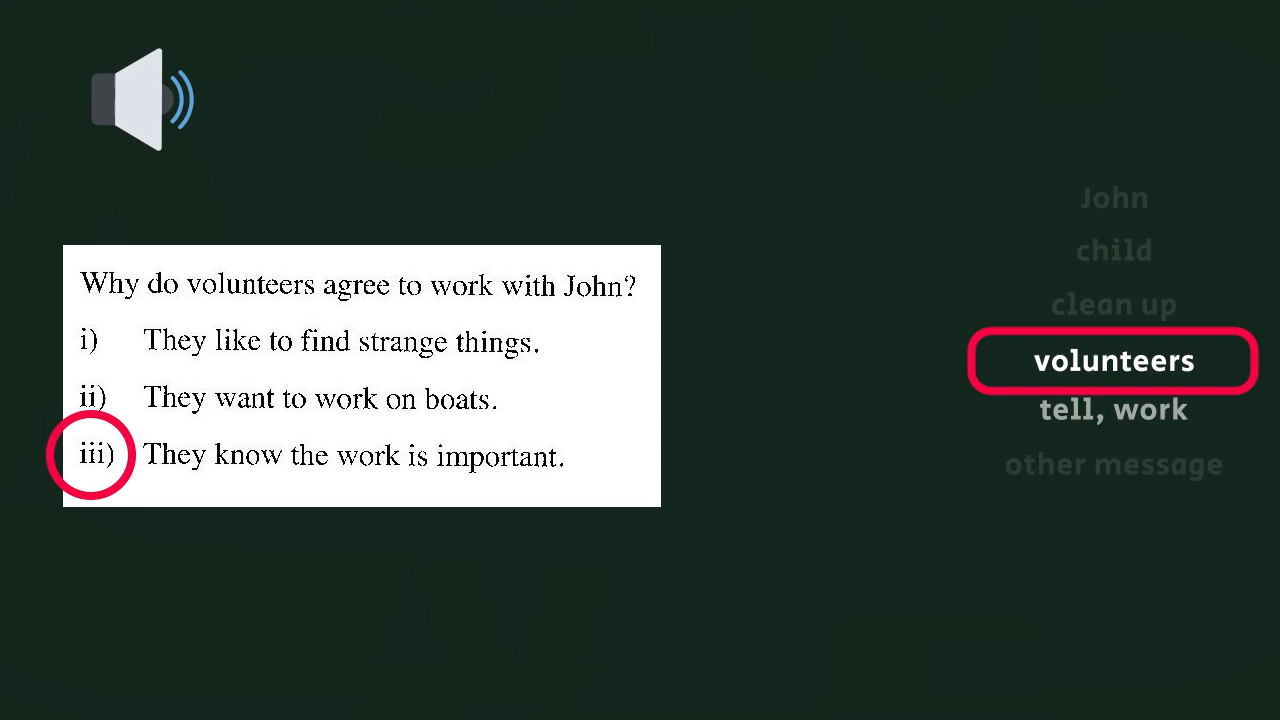 Why do volunteers agree to work with John?
i) They like to find strange things.
ii) They want to work on boats.
iii) They know the work is important.
John
child
clean up
volunteers
tell, work
other message